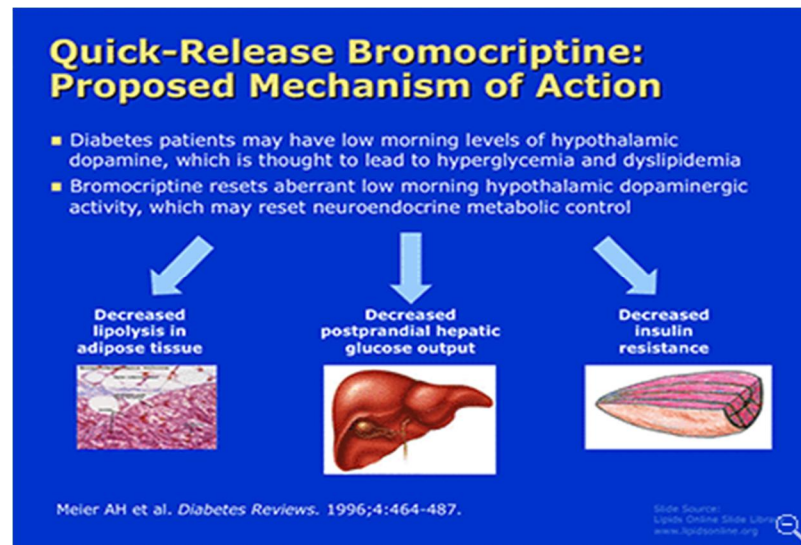 Quick-Release Bromocriptine:
Proposed Mechanism of Action
Diabetes patients may have low morning levels of hypothalamic
dopamine, which is thought to lead to hyperglycemia and dyslipidemia
Bromocriptine resets aberrant low morning hypothalamic dopaminergic
activity, which may reset neuroendocrine metabolic control
Decreased
lipolysis in
adipose tissue
Decreased
postprandial hepatic
glucose output
Decreased
insulin
resistance
Meier AH et al. Diabetes Reviews. 1996;4:464-487.
Slide Source:
Lipids Online Slide Library
www.lipidsonline.org